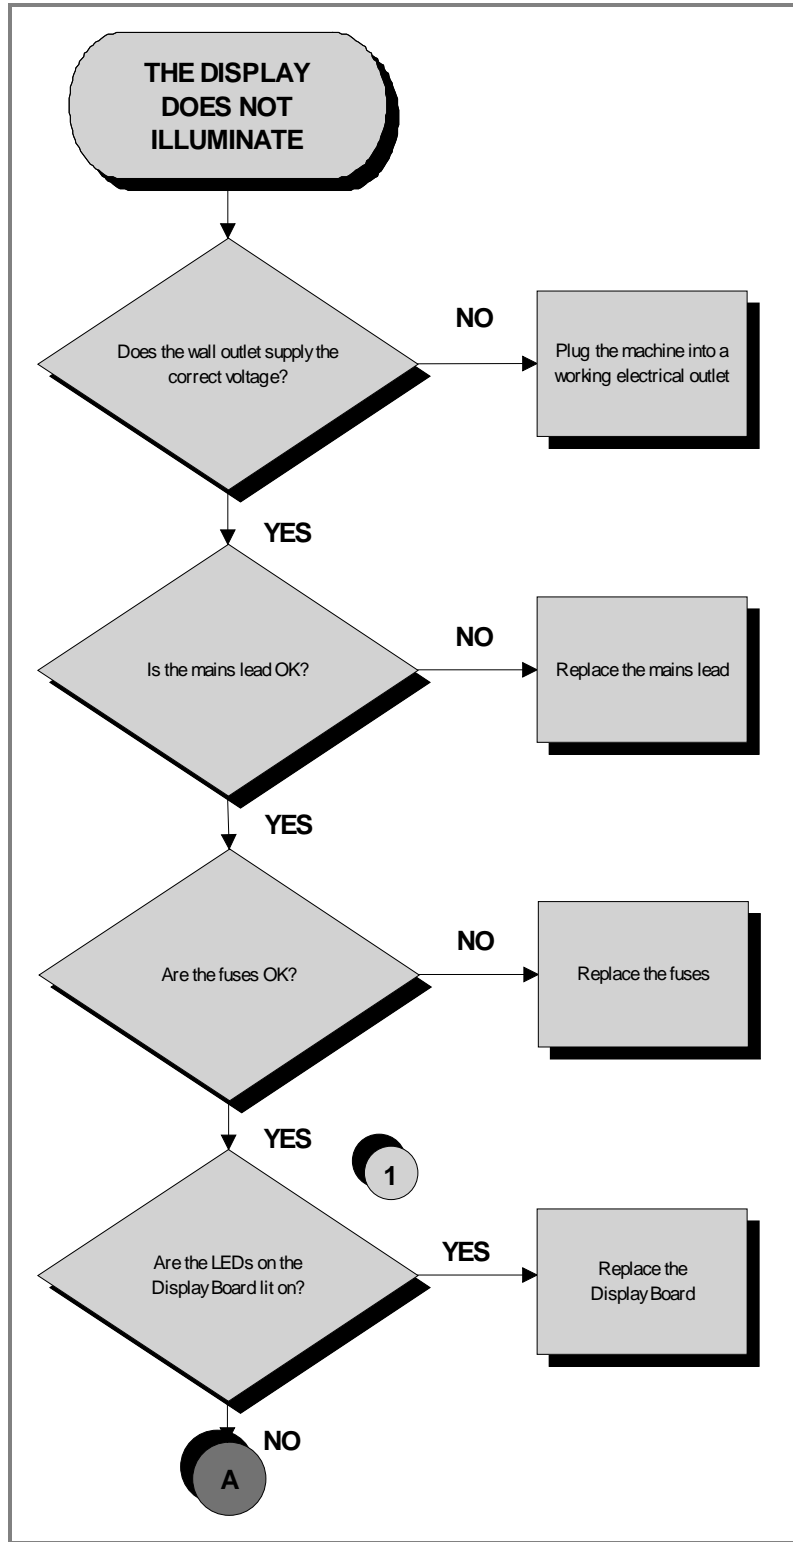 THE DISPLAY
DOES NOT
ILLUMINATE
Does the wall outlet supply the
correct voltage?
NO
Plug the machine into a
working electrical outlet
YES
Is the mains lead OK?
NO
Replace the mains lead
YES
Are the fuses OK?
NO
Replace the fuses
YES
1
Are the LEDs on the
Display Board lit on?
YES
Replace the
Display Board
NO
A